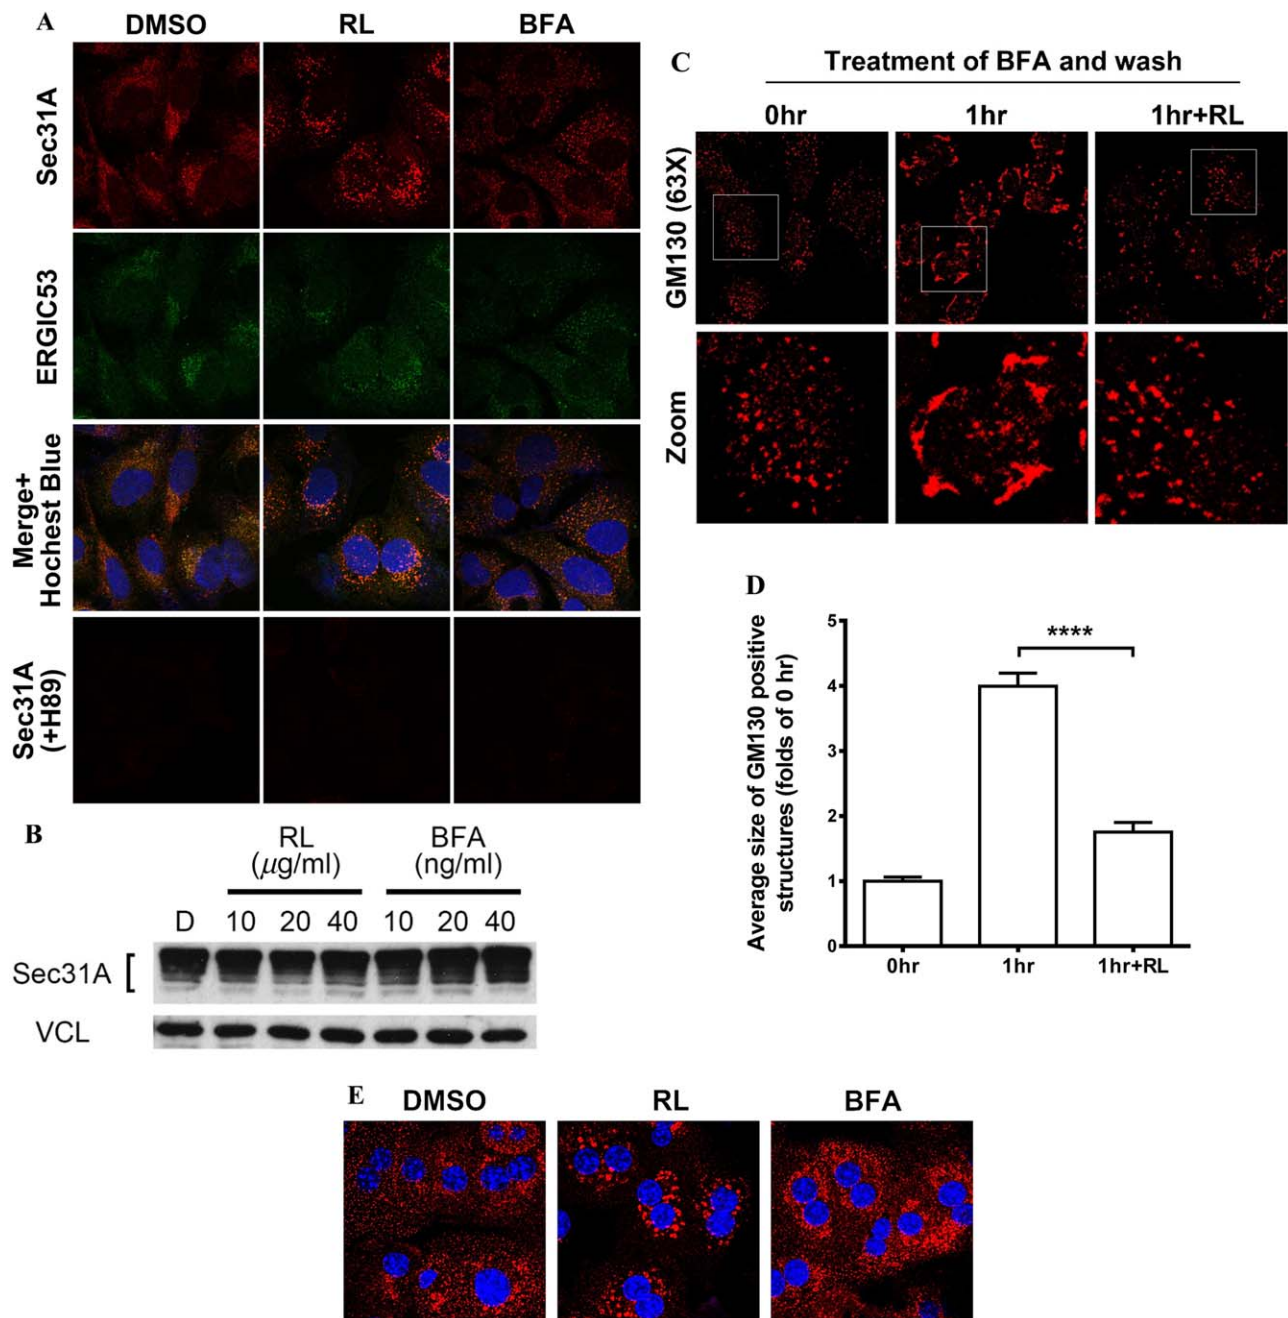 A
DMSO
RL
BFA
Sec31A
ERGIC53
Merge+
Hochest Blue
Sec31A
(+H89)
B
RL
(µg/ml)
BFA
(ng/ml)
D
10
20
40
10
20
40
Sec31A
VCL
C
Treatment of BFA and wash
0hr
1hr
1hr+RL
GM130 (63X)
Zoom
D
Average size of GM130 positive
structures (folds of 0 hr)
5
4
3
2
1
0
****
0hr
1hr
1hr+RL
E
DMSO
RL
BFA